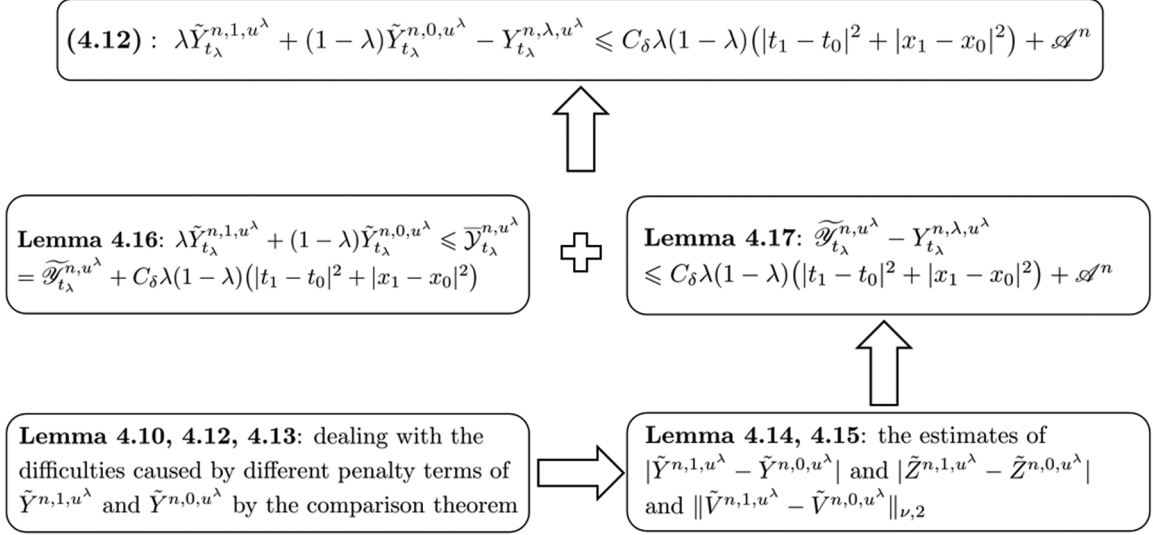 (4.12) : λỸ^{n,1,u^λ}_{t_λ} + (1 − λ)Ỹ^{n,0,u^λ}_{t_λ} − Y^{n,λ,u^λ}_{t_λ} ⩽ C_δλ(1 − λ)(|t_1 − t_0|^2 + |x_1 − x_0|^2) + 𝒜^n
Lemma 4.16: λỸ^{n,1,u^λ}_{t_λ} + (1 − λ)Ỹ^{n,0,u^λ}_{t_λ} ⩽ \overline{𝒴}^{n,u^λ}_{t_λ}
= \widetilde{𝒴}^{n,u^λ}_{t_λ} + C_δλ(1 − λ)(|t_1 − t_0|^2 + |x_1 − x_0|^2)
Lemma 4.17: \widetilde{𝒴}^{n,u^λ}_{t_λ} − Y^{n,λ,u^λ}_{t_λ}
⩽ C_δλ(1 − λ)(|t_1 − t_0|^2 + |x_1 − x_0|^2) + 𝒜^n
Lemma 4.10, 4.12, 4.13: dealing with the
difficulties caused by different penalty terms of
Ỹ^{n,1,u^λ} and Ỹ^{n,0,u^λ} by the comparison theorem
Lemma 4.14, 4.15: the estimates of
|Ỹ^{n,1,u^λ} − Ỹ^{n,0,u^λ}| and |Z̃^{n,1,u^λ} − Z̃^{n,0,u^λ}|
and ‖Ṽ^{n,1,u^λ} − Ṽ^{n,0,u^λ}‖_{ν,2}